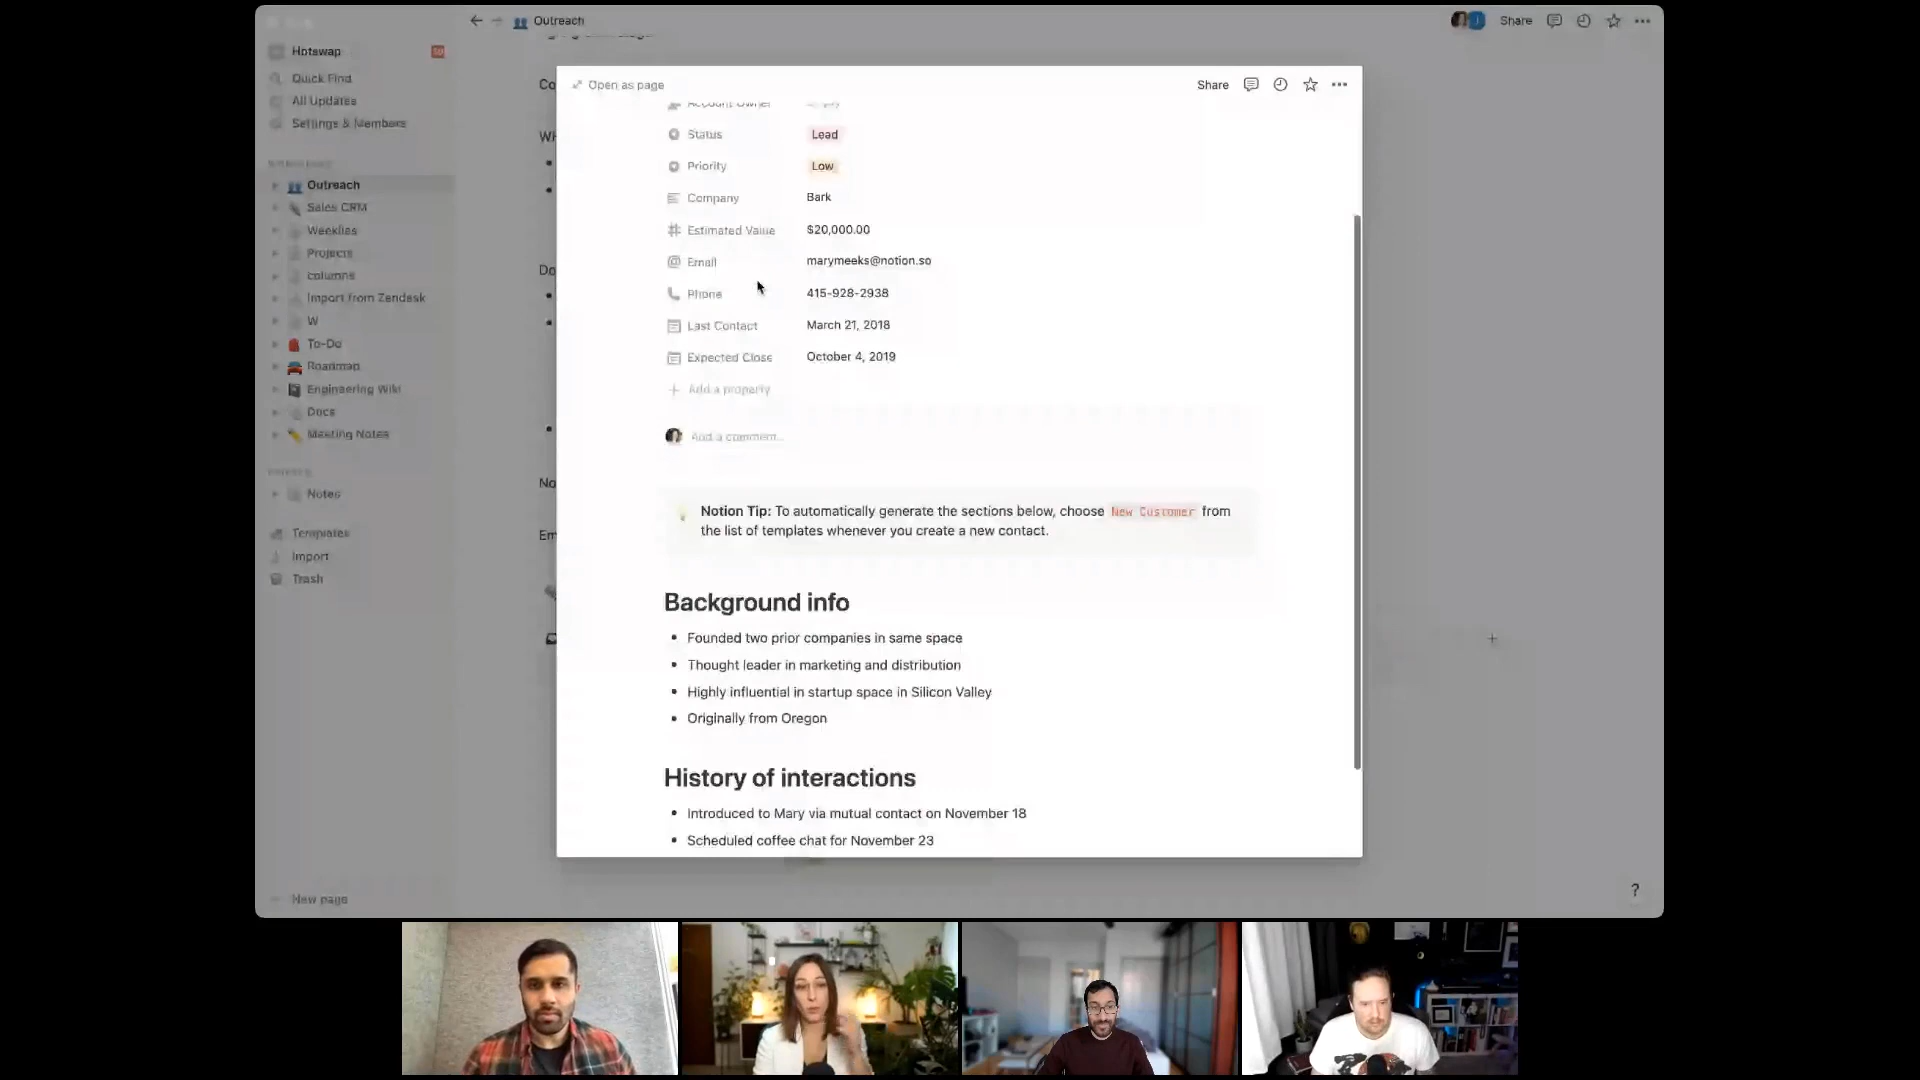 Outreach
Share
Hotswap
Quick Find
All Updates
Settings & Members
Outreach
Sales CRM
Weeklies
Projects
columns
Import from Zendesk
W
To-Do
Roadmap
Engineering Wiki
Docs
Meeting Notes
Notes
Templates
Import
Trash
New page
?
Co
Wh
Do
No
Em
Open as page
Share
Account Owner
Status Lead
Priority Low
Company Bark
Estimated Value $20,000.00
Email marymeeks@notion.so
Phone 415-928-2938
Last Contact March 21, 2018
Expected Close October 4, 2019
Add a property
Add a comment...
Notion Tip: To automatically generate the sections below, choose New Customer from
the list of templates whenever you create a new contact.
Background info
Founded two prior companies in same space
Thought leader in marketing and distribution
Highly influential in startup space in Silicon Valley
Originally from Oregon
History of interactions
Introduced to Mary via mutual contact on November 18
Scheduled coffee chat for November 23